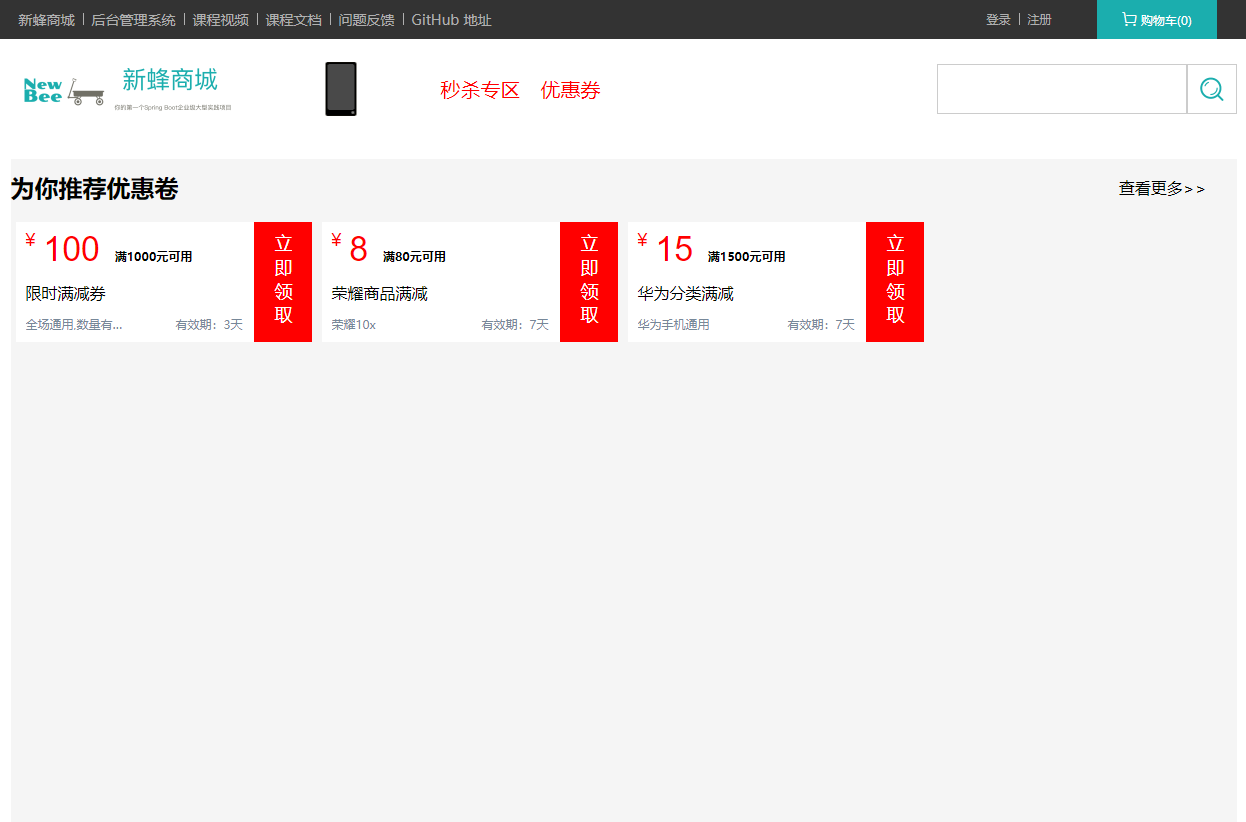 新蜂商城 后台管理系统 课程视频 课程文档 问题反馈 GitHub 地址 登录 注册 购物车(0)
New Bee 新蜂商城
你的第一个Spring Boot企业级大型实践项目
秒杀专区 优惠券
为你推荐优惠卷 查看更多>>
¥ 100 满1000元可用
限时满减券
全场通用,数量有... 有效期：3天
立即领取
¥ 8 满80元可用
荣耀商品满减
荣耀10x 有效期：7天
立即领取
¥ 15 满1500元可用
华为分类满减
华为手机通用 有效期：7天
立即领取